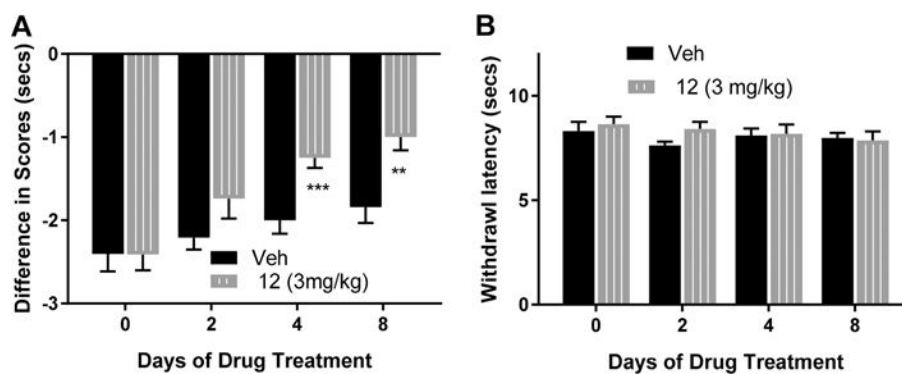 A
Difference in Scores (secs)
0
-1
-2
-3
***
**
Veh
12 (3mg/kg)
0 2 4 8
Days of Drug Treatment
B
Withdrawl latency (secs)
10
5
0
Veh
12 (3 mg/kg)
0 2 4 8
Days of Drug Treatment